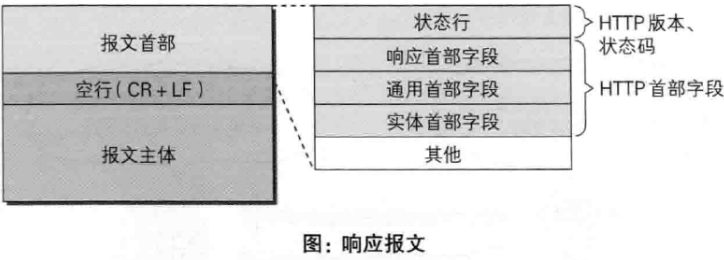 报文首部
空行(CR+LF)
报文主体
状态行
响应首部字段
通用首部字段
实体首部字段
其他
HTTP版本、
状态码
HTTP首部字段
图：响应报文